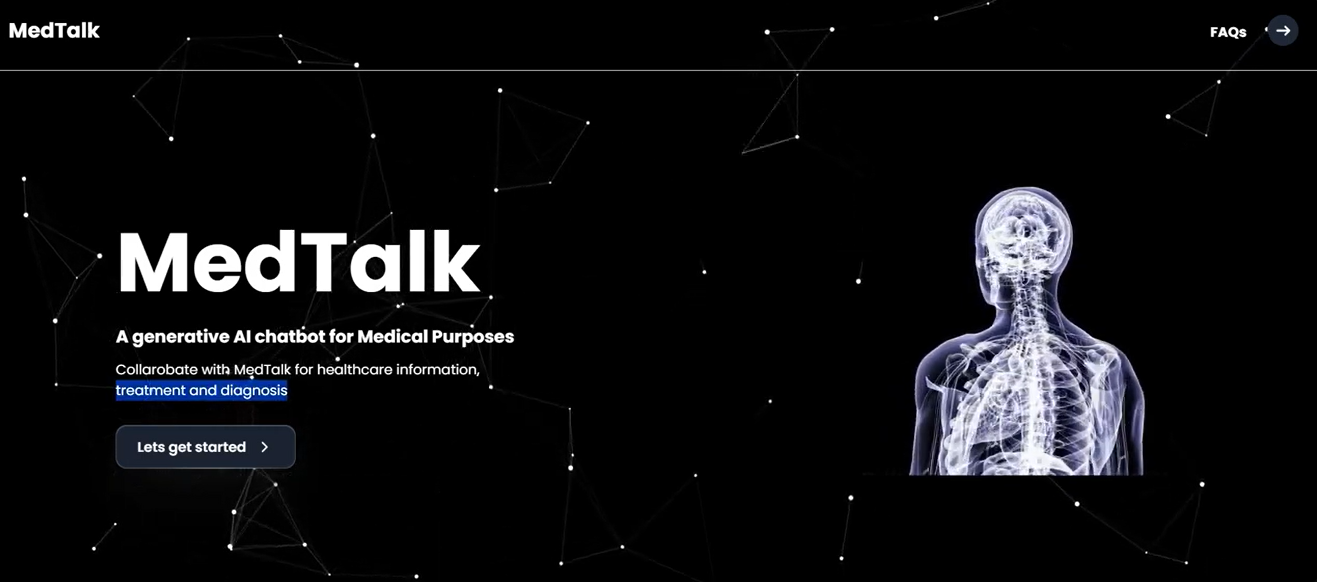 MedTalk
FAQs
MedTalk
A generative AI chatbot for Medical Purposes
Collarobate with MedTalk for healthcare information,
treatment and diagnosis
Lets get started